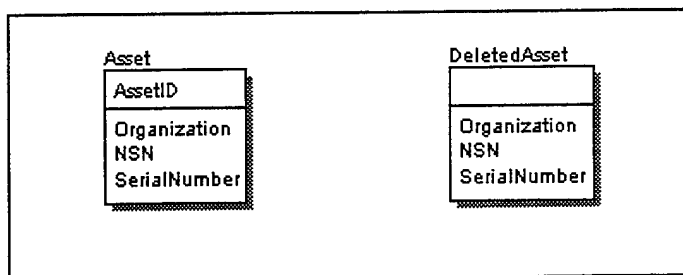 Asset
AssetID
Organization
NSN
SerialNumber
DeletedAsset
Organization
NSN
SerialNumber